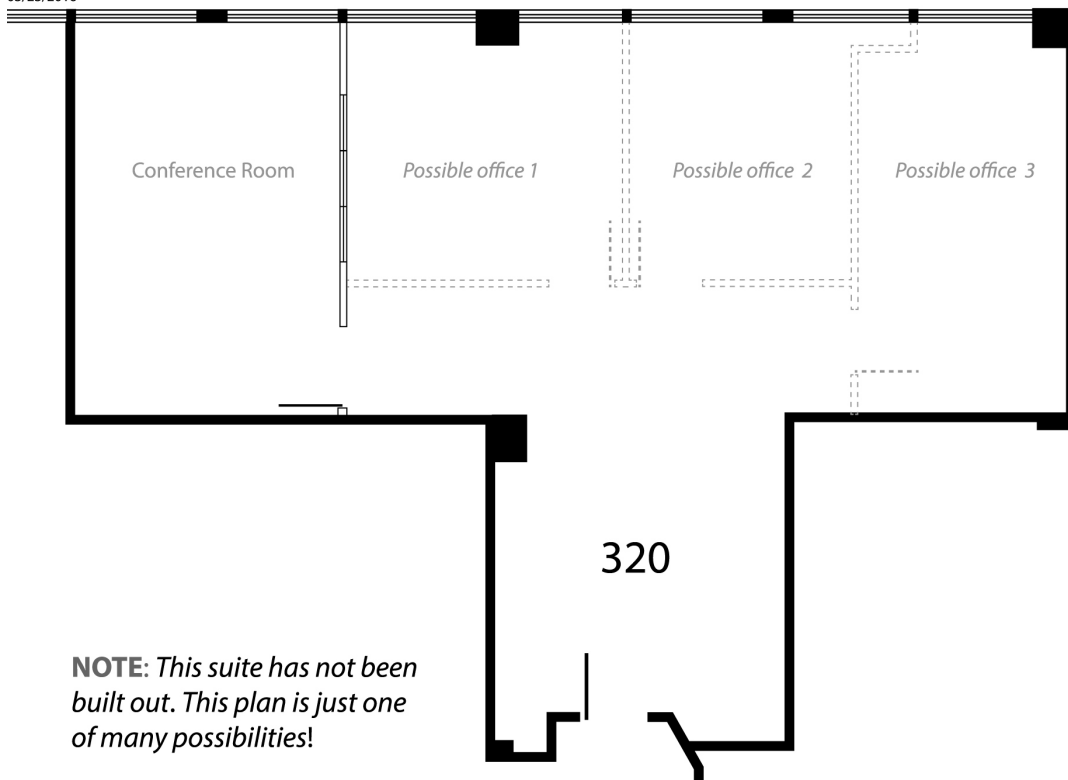 Conference Room
Possible office 1
Possible office 2
Possible office 3
320
NOTE: This suite has not been
built out. This plan is just one
of many possibilities!